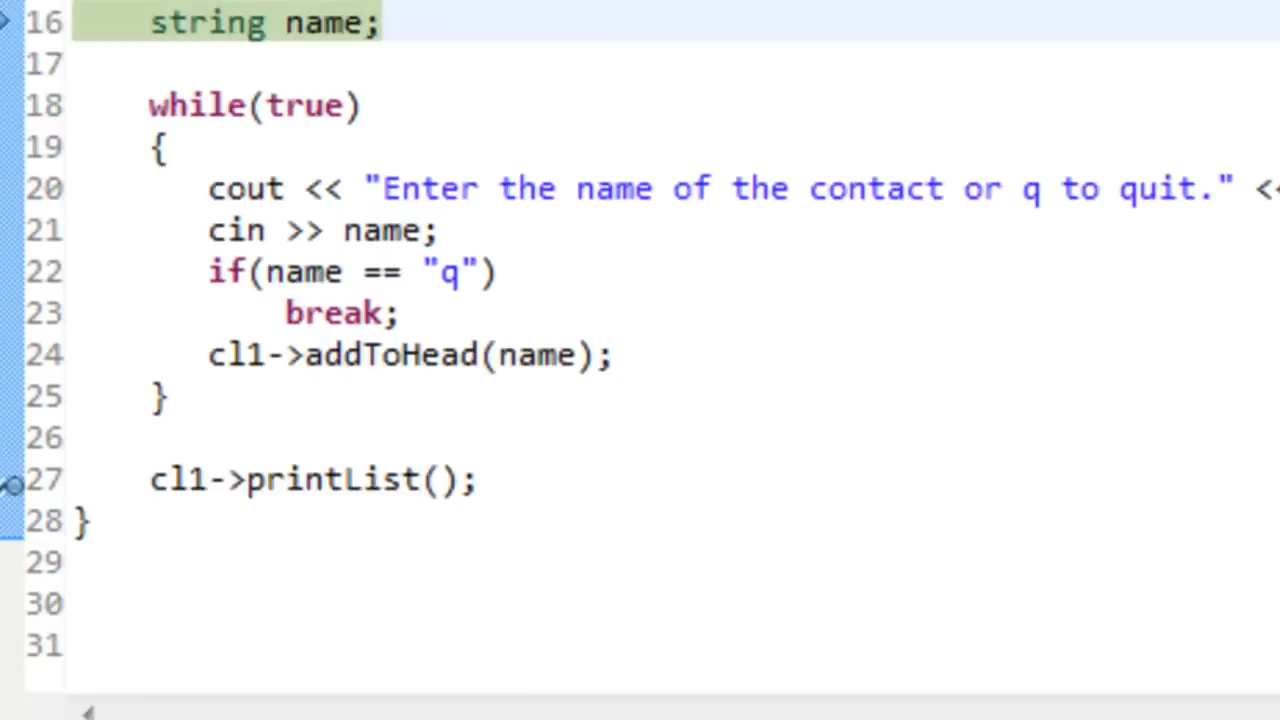 16 string name;
17
18 while(true)
19 {
20 cout << "Enter the name of the contact or q to quit." <<
21 cin >> name;
22 if(name == "q")
23 break;
24 cl1->addToHead(name);
25 }
26
27 cl1->printList();
28 }
29
30
31